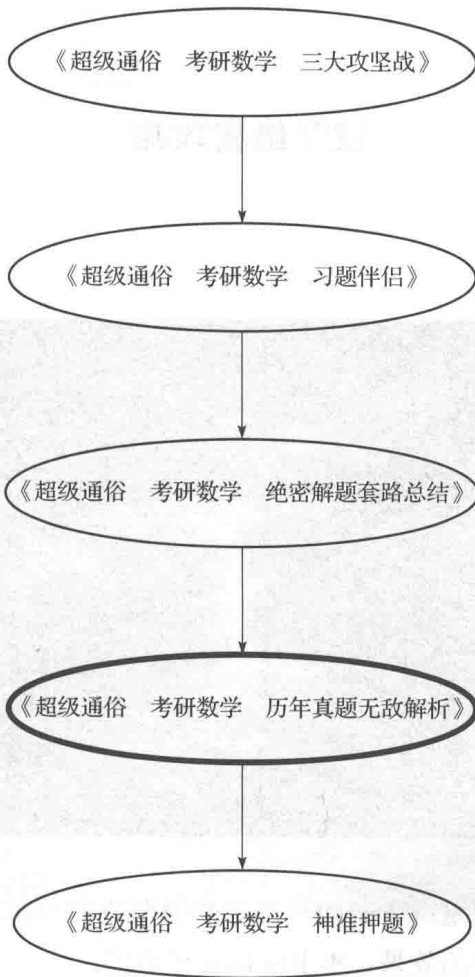 《超级通俗　考研数学　三大攻坚战》
《超级通俗　考研数学　习题伴侣》
《超级通俗　考研数学　绝密解题套路总结》
《超级通俗　考研数学　历年真题无敌解析》
《超级通俗　考研数学　神准押题》